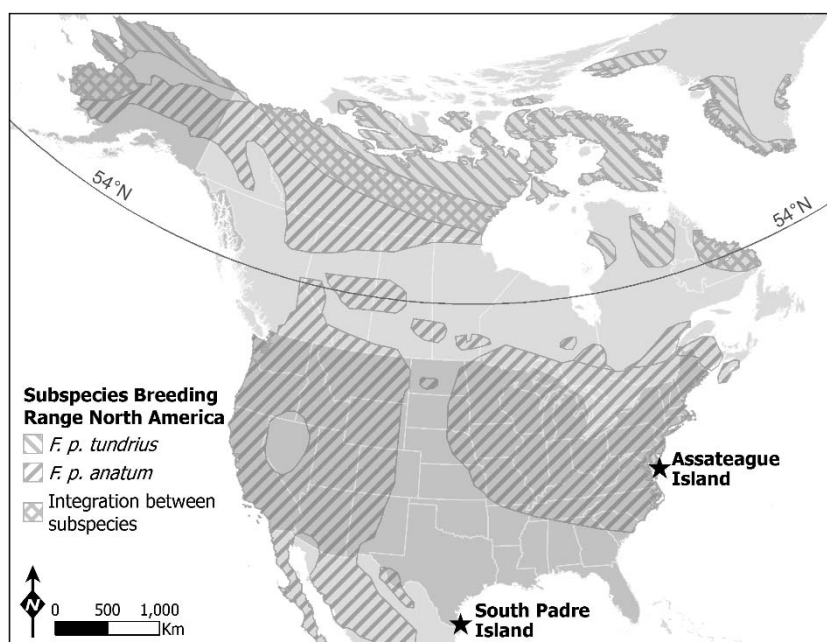 54°N
54°N
Subspecies Breeding
Range North America
F. p. tundrius
F. p. anatum
Integration between
subspecies
N
0 500 1,000
Km
Assateague
Island
South Padre
Island